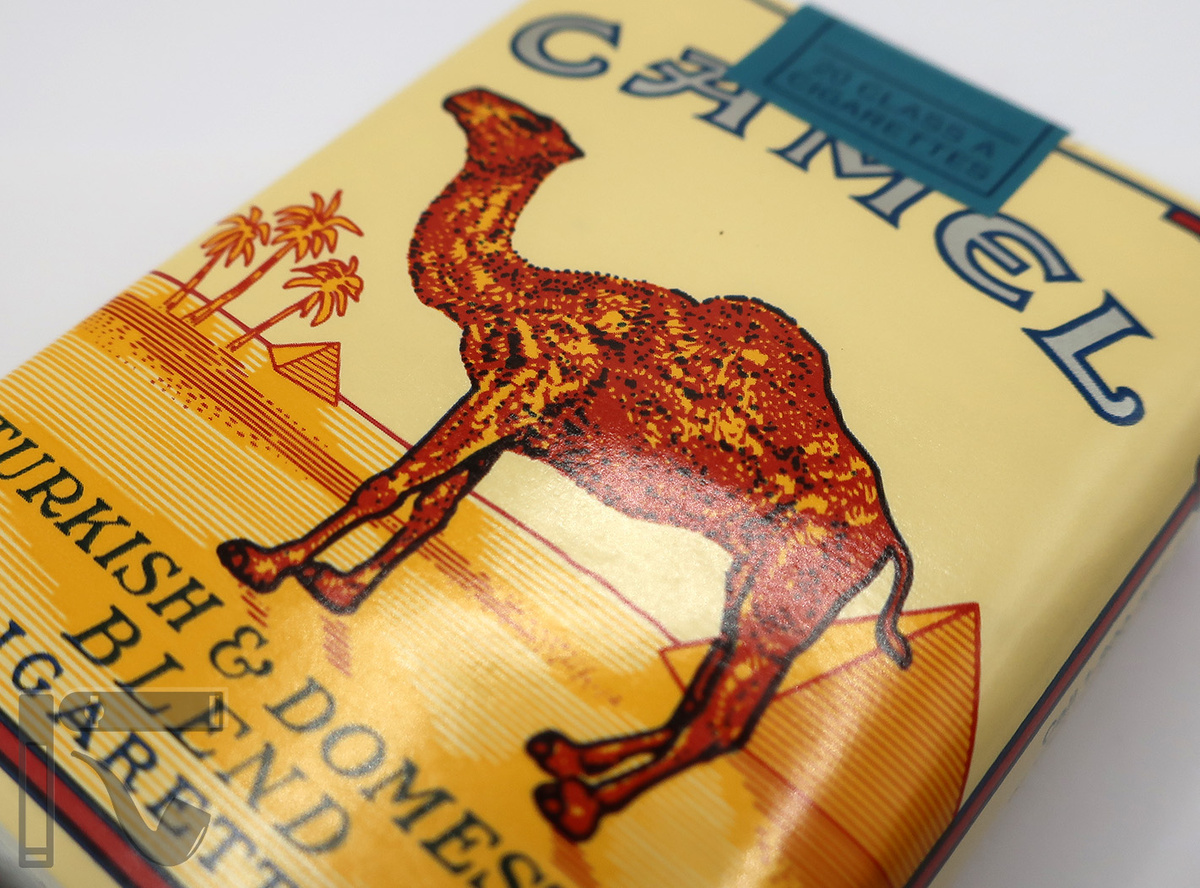 CAMEL
20 CLASS A
CIGARETTES
TURKISH & DOMES
BLEND
IGARETT